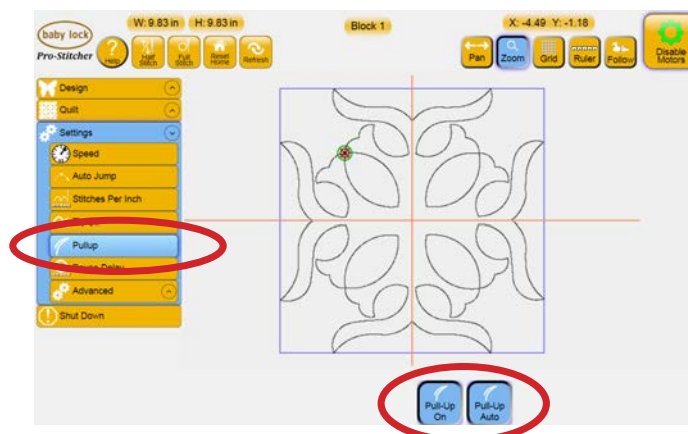 baby lock
Pro-Stitcher
W: 9.83 in H: 9.83 in
Block 1
X: -4.49 Y: -1.18
Help
Half Stitch
Full Stitch
Reset Home
Refresh
Pan
Zoom
Grid
Ruler
Follow
Disable Motors
Design
Quilt
Settings
Speed
Auto Jump
Stitches Per Inch
Pullup
Delay
Advanced
Shut Down
Pull-Up
On
Pull-Up
Auto